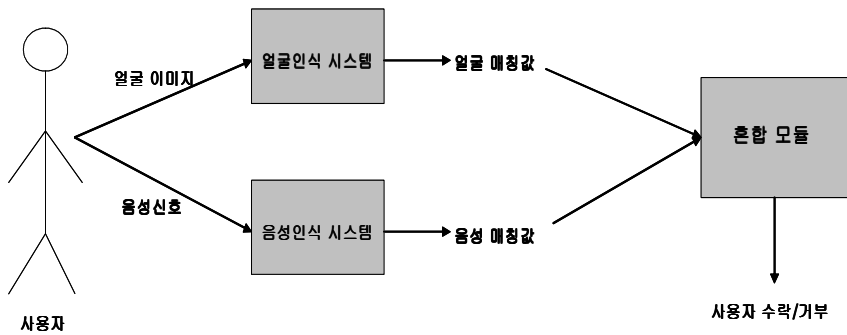 얼굴 이미지
얼굴인식 시스템
얼굴 매칭값
혼합 모듈
음성신호
음성인식 시스템
음성 매칭값
사용자
사용자 수락/거부